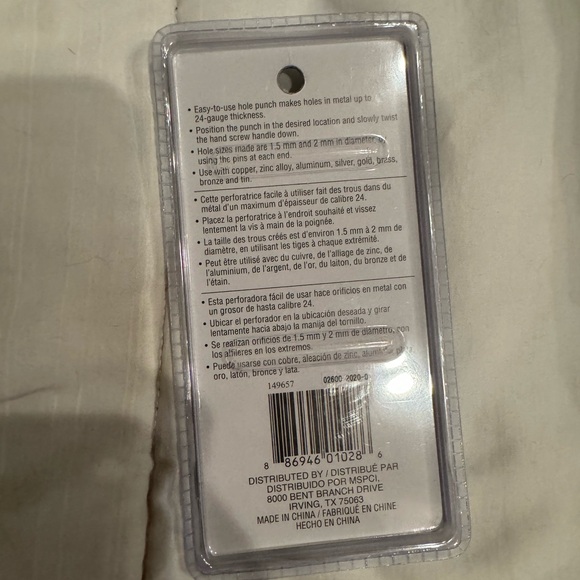 • Easy-to-use hole punch makes holes in metal up to
24-gauge thickness.
• Position the punch in the desired location and slowly twist
the hand screw handle down.
• Hole sizes made are 1.5 mm and 2 mm in diameter
using the pins at each end.
• Use with copper, zinc alloy, aluminum, silver, gold, brass,
bronze and tin.
• Cette perforatrice facile à utiliser fait des trous dans du
métal d'un maximum d'épaisseur de calibre 24.
• Placez la perforatrice à l'endroit souhaité et vissez
lentement la vis à main de la poignée.
• La taille des trous créés est d'environ 1.5 mm à 2 mm de
diamètre, en utilisant les tiges à chaque extrémité.
• Peut être utilisé avec du cuivre, de l'alliage de zinc, de
l'aluminium, de l'argent, de l'or, du laiton, du bronze et de
l'étain.
• Esta perforadora fácil de usar hace orificios en metal con
un grosor de hasta calibre 24.
• Ubicar el perforador en la ubicación deseada y girar
lentamente hacia abajo la manija del tornillo.
• Se realizan orificios de 1.5 mm y 2 mm de diámetro, con
los alfileres en los extremos.
• Puede usarse con cobre, aleación de zinc,
oro, latón, bronce y lata.
149657 02600 2020-0
8 86946 01028 6
DISTRIBUTED BY / DISTRIBUÉ PAR
DISTRIBUIDO POR MSPCI,
8000 BENT BRANCH DRIVE
IRVING, TX 75063
MADE IN CHINA / FABRIQUÉ EN CHINE
HECHO EN CHINA